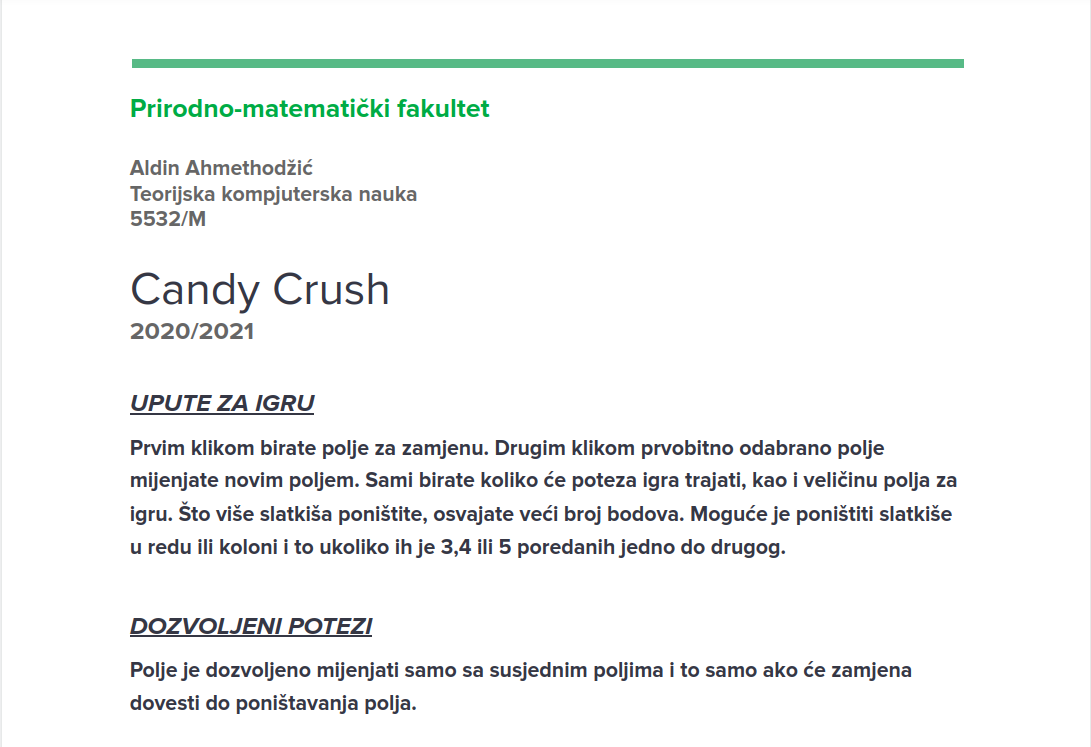 Prirodno-matematički fakultet
Aldin Ahmethodžić
Teorijska kompjuterska nauka
5532/M
Candy Crush
2020/2021
UPUTE ZA IGRU
Prvim klikom birate polje za zamjenu. Drugim klikom prvobitno odabrano polje
mijenjate novim poljem. Sami birate koliko će poteza igra trajati, kao i veličinu polja za
igru. Što više slatkiša poništite, osvajate veći broj bodova. Moguće je poništiti slatkiše
u redu ili koloni i to ukoliko ih je 3,4 ili 5 poredanih jedno do drugog.
DOZVOLJENI POTEZI
Polje je dozvoljeno mijenjati samo sa susjednim poljima i to samo ako će zamjena
dovesti do poništavanja polja.